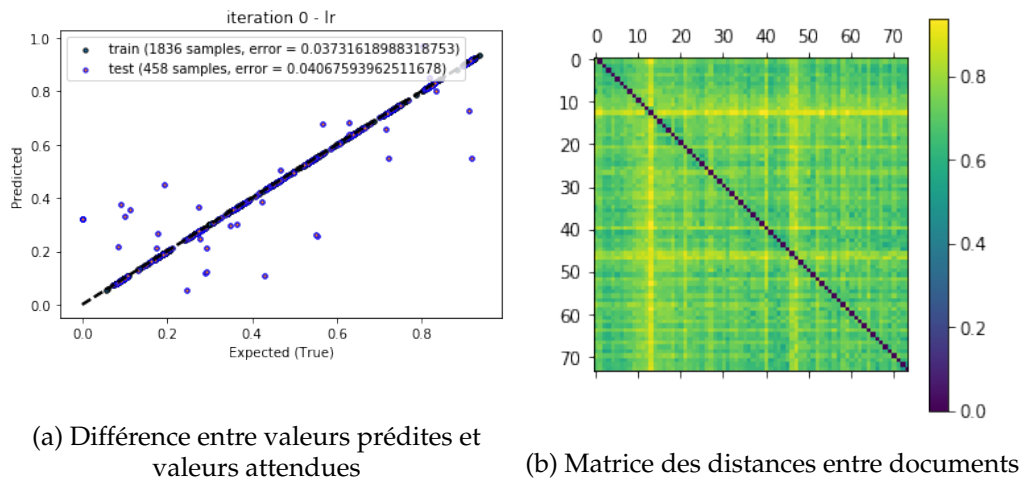 iteration 0 - lr
1.0
0.8
0.6
0.4
0.2
0.0
Predicted
train (1836 samples, error = 0.03731618988318753)
test (458 samples, error = 0.04067593962511678)
0.0 0.2 0.4 0.6 0.8
Expected (True)
(a) Différence entre valeurs prédites et
valeurs attendues
0 10 20 30 40 50 60 70
0
10
20
30
40
50
60
70
0.8
0.6
0.4
0.2
0.0
(b) Matrice des distances entre documents